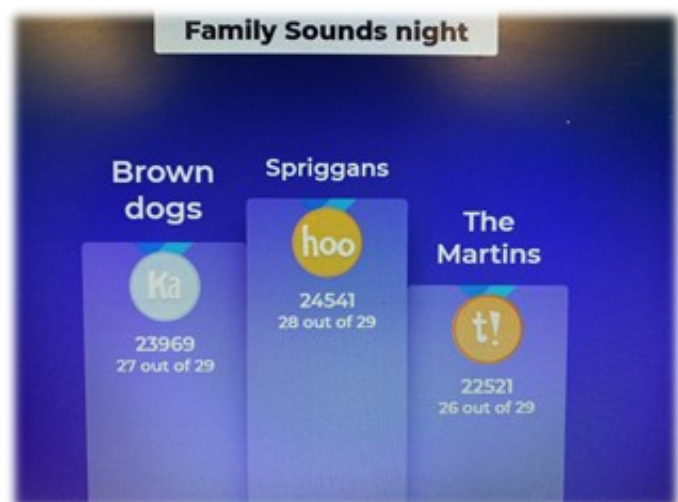 Family Sounds night
Brown
dogs
Ka
23969
27 out of 29
Spriggans
hoo
24541
28 out of 29
The
Martins
t!
22521
26 out of 29